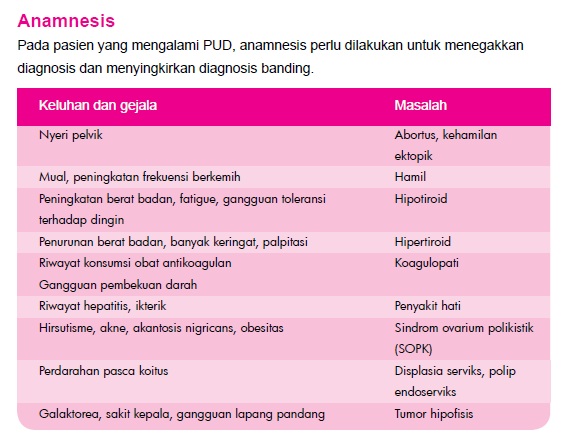 Anamnesis
Pada pasien yang mengalami PUD, anamnesis perlu dilakukan untuk menegakkan
diagnosis dan menyingkirkan diagnosis banding.
Keluhan dan gejala Masalah
Nyeri pelvik Abortus, kehamilan
ektopik
Mual, peningkatan frekuensi berkemih Hamil
Peningkatan berat badan, fatigue, gangguan toleransi Hipotiroid
terhadap dingin
Penurunan berat badan, banyak keringat, palpitasi Hipertiroid
Riwayat konsumsi obat antikoagulan Koagulopati
Gangguan pembekuan darah
Riwayat hepatitis, ikterik Penyakit hati
Hirsutisme, akne, akantosis nigricans, obesitas Sindrom ovarium polikistik
(SOPK)
Perdarahan pasca koitus Displasia serviks, polip
endoserviks
Galaktorea, sakit kepala, gangguan lapang pandang Tumor hipofisis